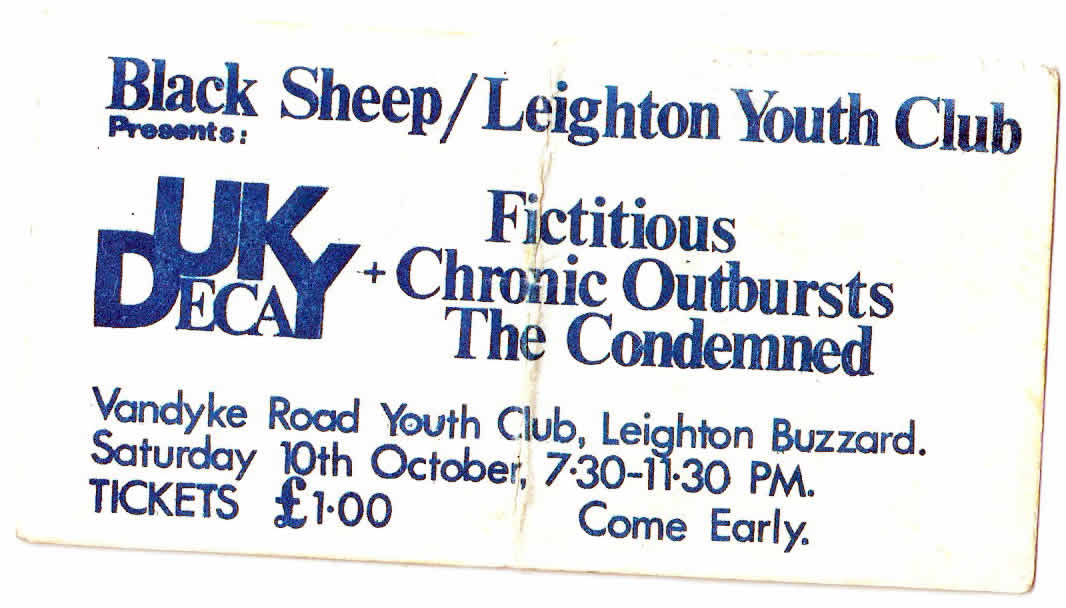 Black Sheep/Leighton Youth Club
Presents:
UK
DECAY
+
Fictitious
Chronic Outbursts
The Condemned
Vandyke Road Youth Club, Leighton Buzzard.
Saturday 10th October, 7·30-11·30 PM.
TICKETS £1·00
Come Early.